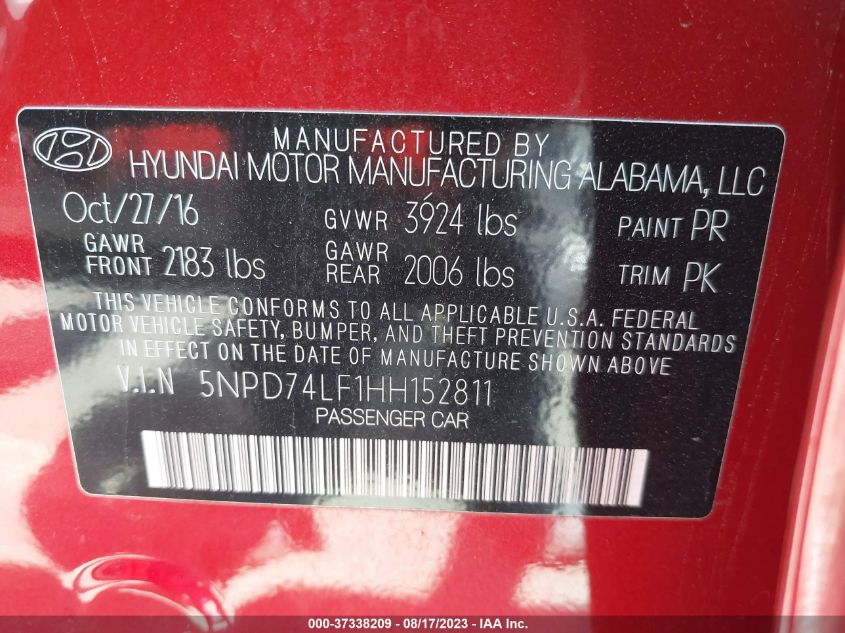 MANUFACTURED BY
HYUNDAI MOTOR MANUFACTURING ALABAMA, LLC
Oct/27/16 GVWR 3924 lbs PAINT PR
GAWR FRONT 2183 lbs GAWR REAR 2006 lbs TRIM PK
THIS VEHICLE CONFORMS TO ALL APPLICABLE U.S.A. FEDERAL
MOTOR VEHICLE SAFETY, BUMPER, AND THEFT PREVENTION STANDARDS
IN EFFECT ON THE DATE OF MANUFACTURE SHOWN ABOVE
V.I.N 5NPD74LF1HH152811
PASSENGER CAR
000-37338209 - 08/17/2023 - IAA Inc.